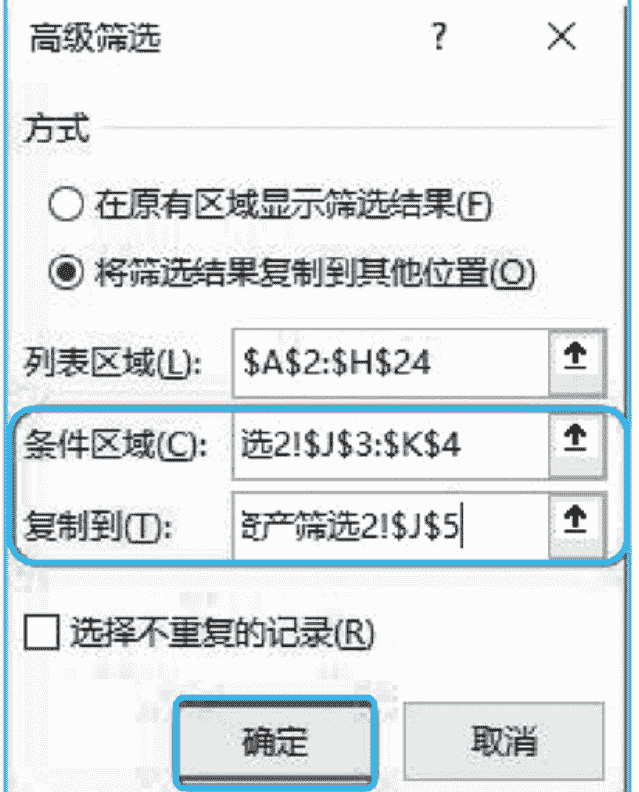 高级筛选 ?
方式
在原有区域显示筛选结果(F)
将筛选结果复制到其他位置(O)
列表区域(L): $A$2:$H$24
条件区域(C): 选2!$J$3:$K$4
复制到(T): 产筛选2!$J$5
选择不重复的记录(R)
确定 取消